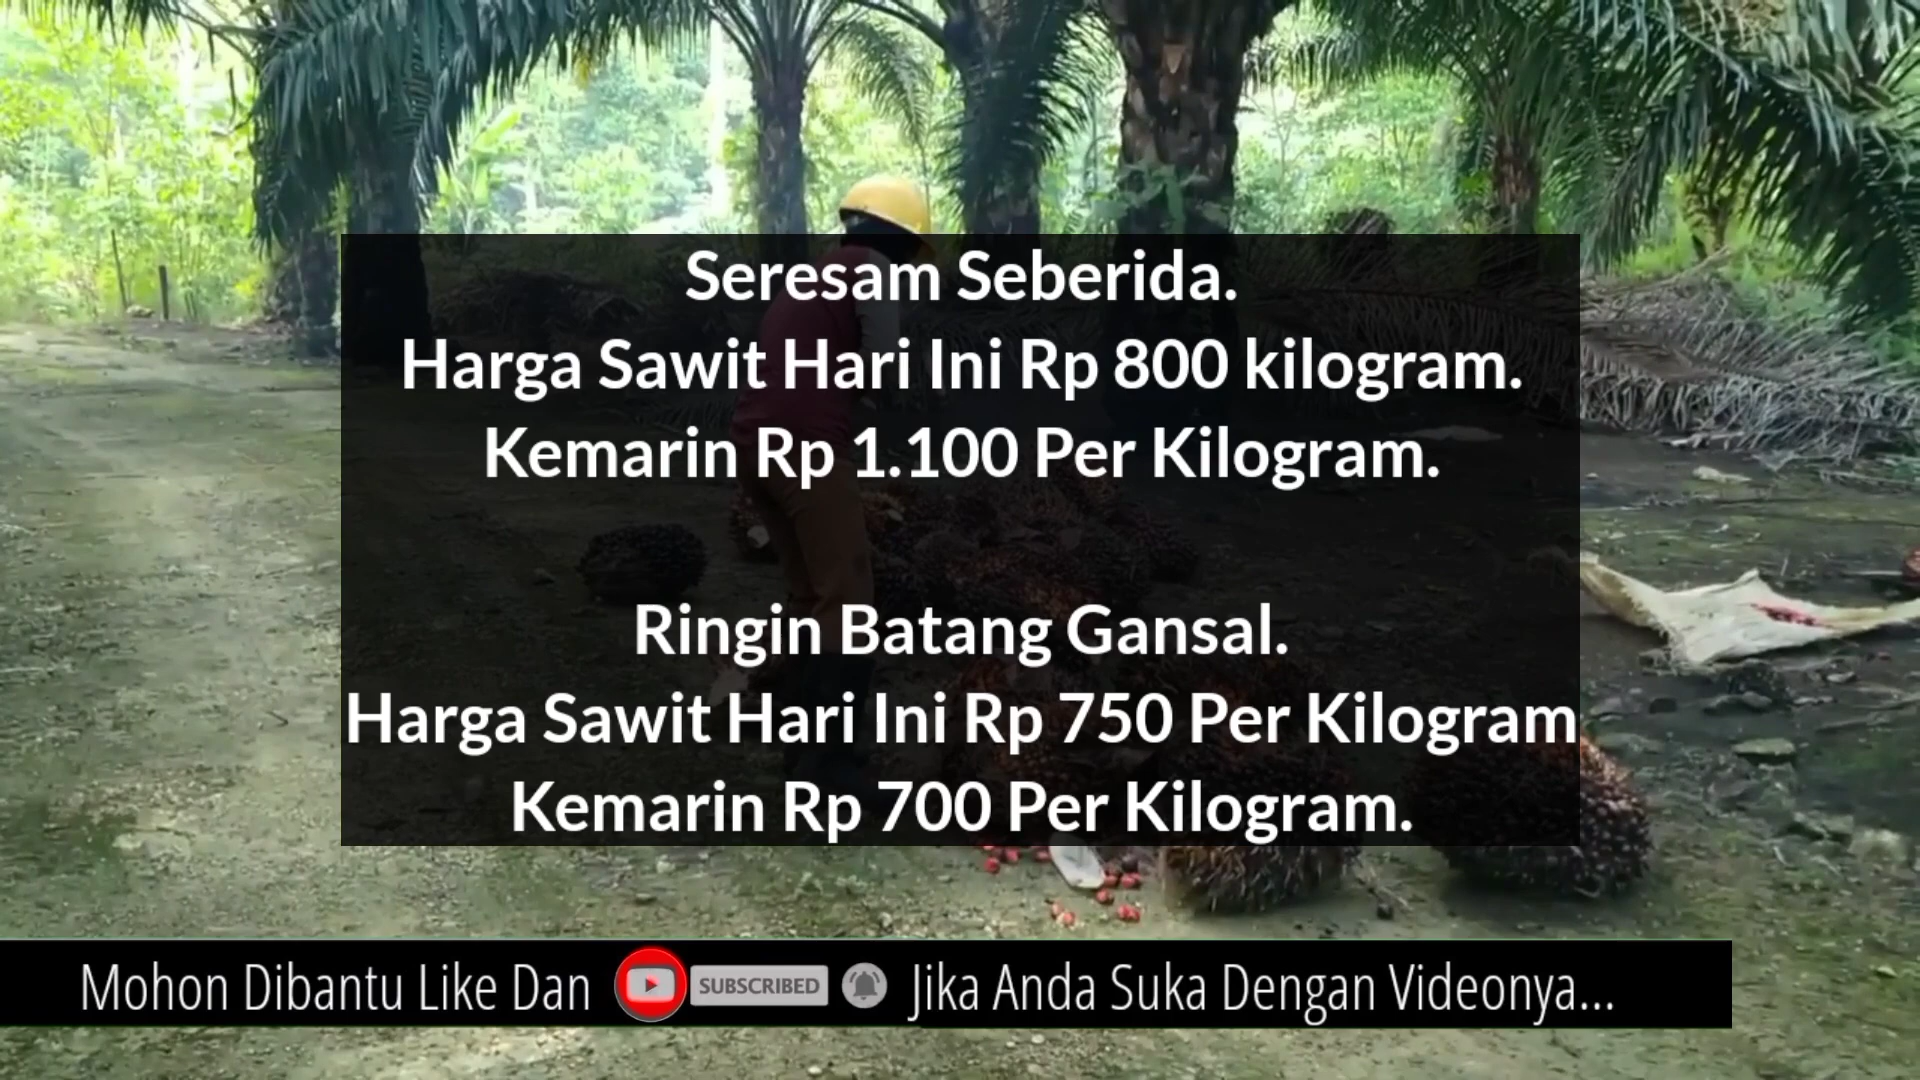 Seresam Seberida.
Harga Sawit Hari Ini Rp 800 kilogram.
Kemarin Rp 1.100 Per Kilogram.
Ringin Batang Gansal.
Harga Sawit Hari Ini Rp 750 Per Kilogram
Kemarin Rp 700 Per Kilogram.
Mohon Dibantu Like Dan SUBSCRIBED Jika Anda Suka Dengan Videonya...